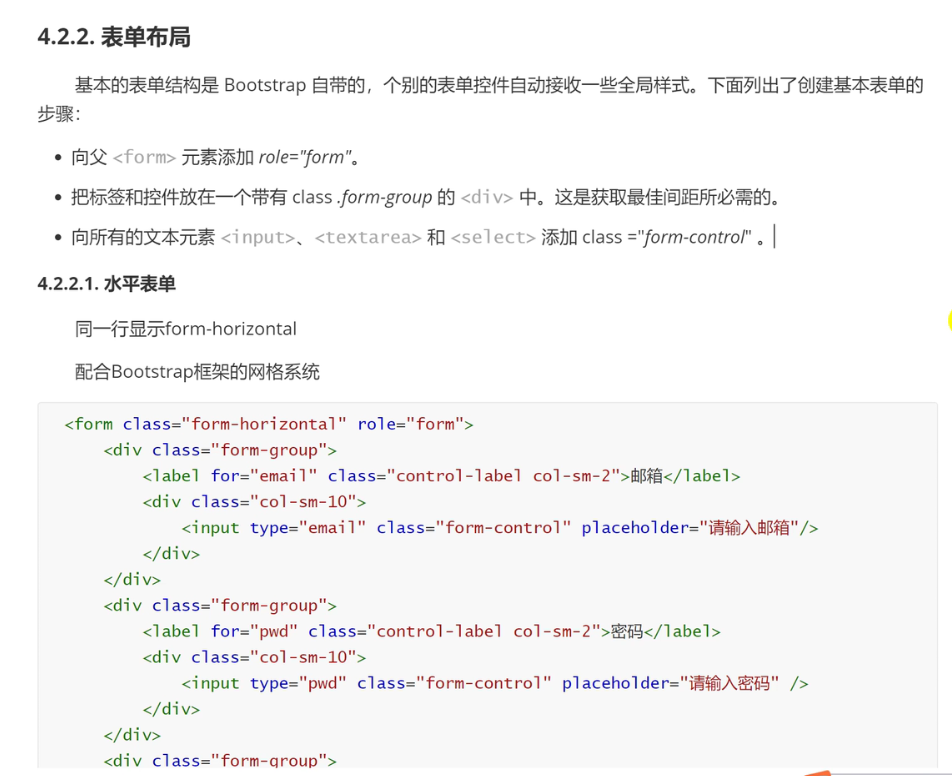 4.2.2. 表单布局
基本的表单结构是 Bootstrap 自带的，个别的表单控件自动接收一些全局样式。下面列出了创建基本表单的
步骤：
• 向父 <form> 元素添加 role="form"。
• 把标签和控件放在一个带有 class .form-group 的 <div> 中。这是获取最佳间距所必需的。
• 向所有的文本元素 <input>、<textarea> 和 <select> 添加 class ="form-control" 。
4.2.2.1. 水平表单
同一行显示form-horizontal
配合Bootstrap框架的网格系统
<form class="form-horizontal" role="form">
<div class="form-group">
<label for="email" class="control-label col-sm-2">邮箱</label>
<div class="col-sm-10">
<input type="email" class="form-control" placeholder="请输入邮箱"/>
</div>
</div>
<div class="form-group">
<label for="pwd" class="control-label col-sm-2">密码</label>
<div class="col-sm-10">
<input type="pwd" class="form-control" placeholder="请输入密码" />
</div>
</div>
<div class="form-group">